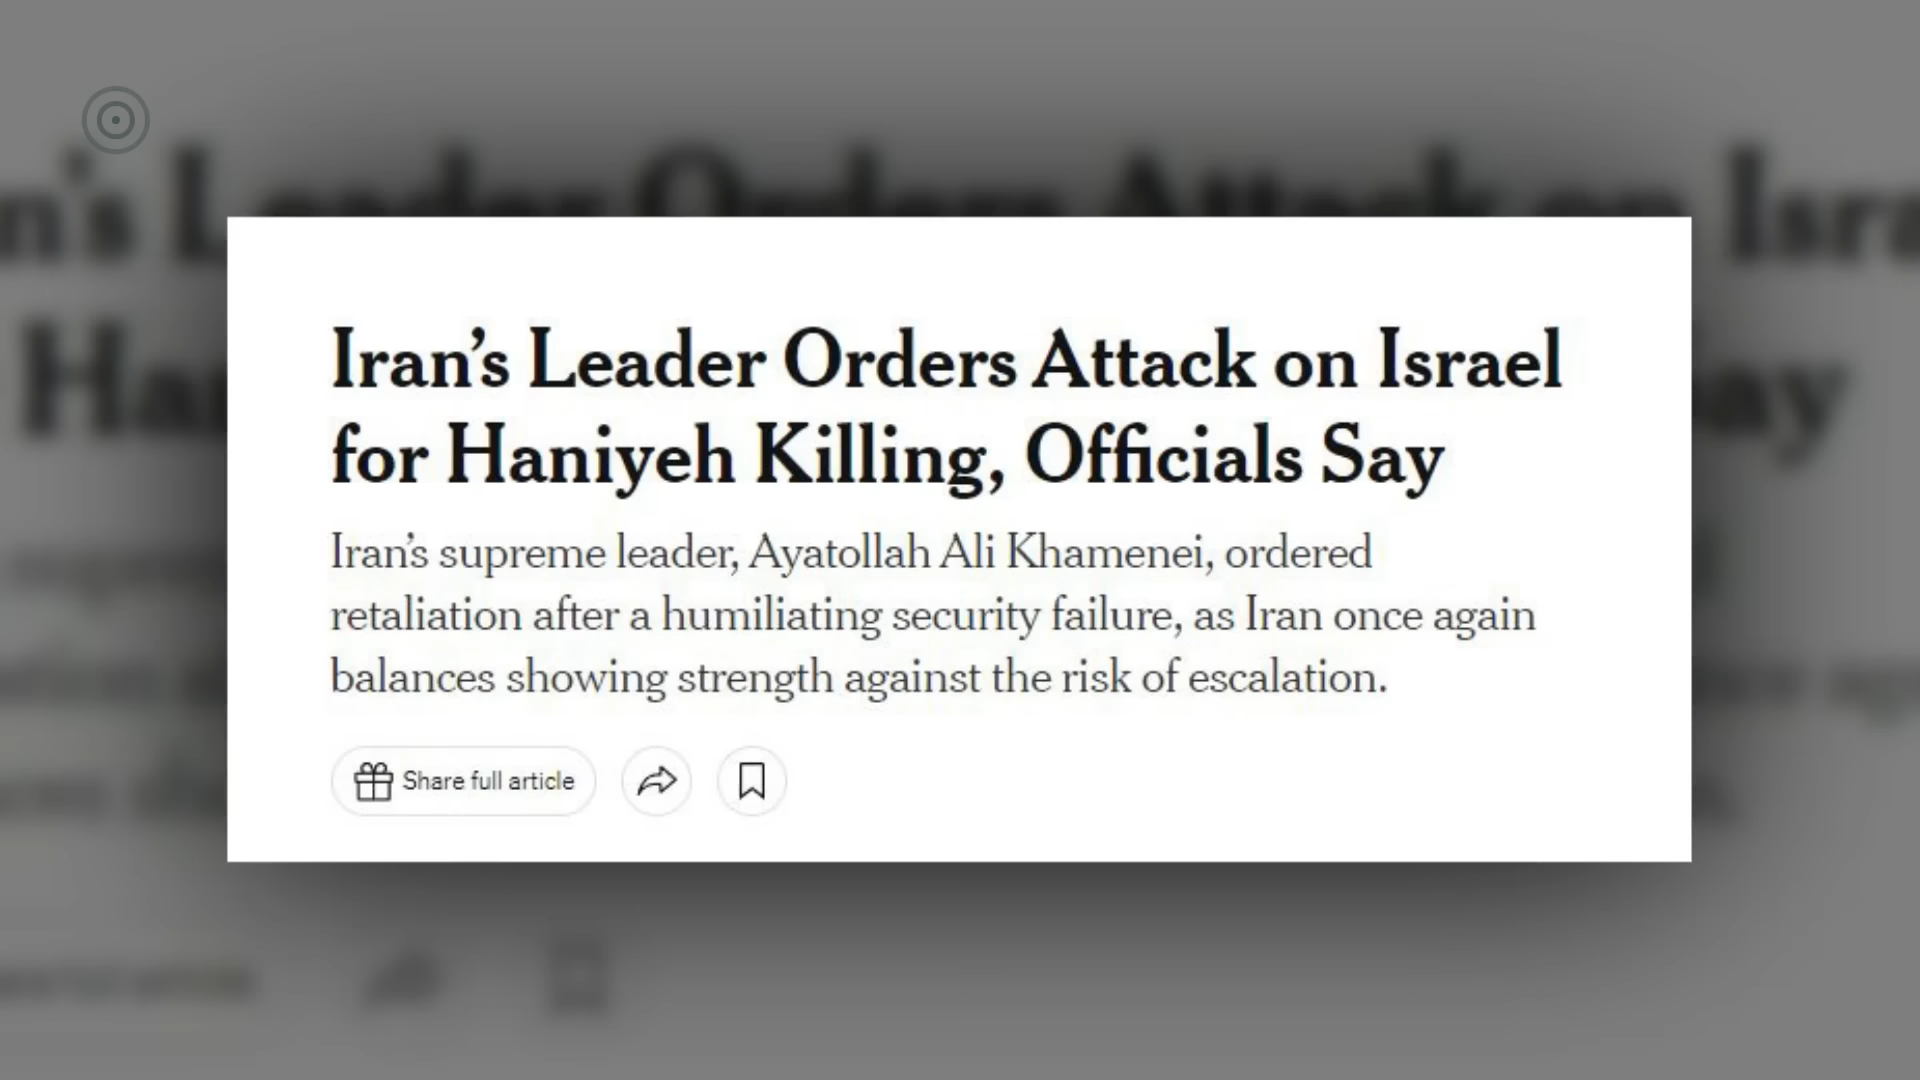 Iran’s Leader Orders Attack on Israel
for Haniyeh Killing, Officials Say
Iran’s supreme leader, Ayatollah Ali Khamenei, ordered
retaliation after a humiliating security failure, as Iran once again
balances showing strength against the risk of escalation.
Share full article